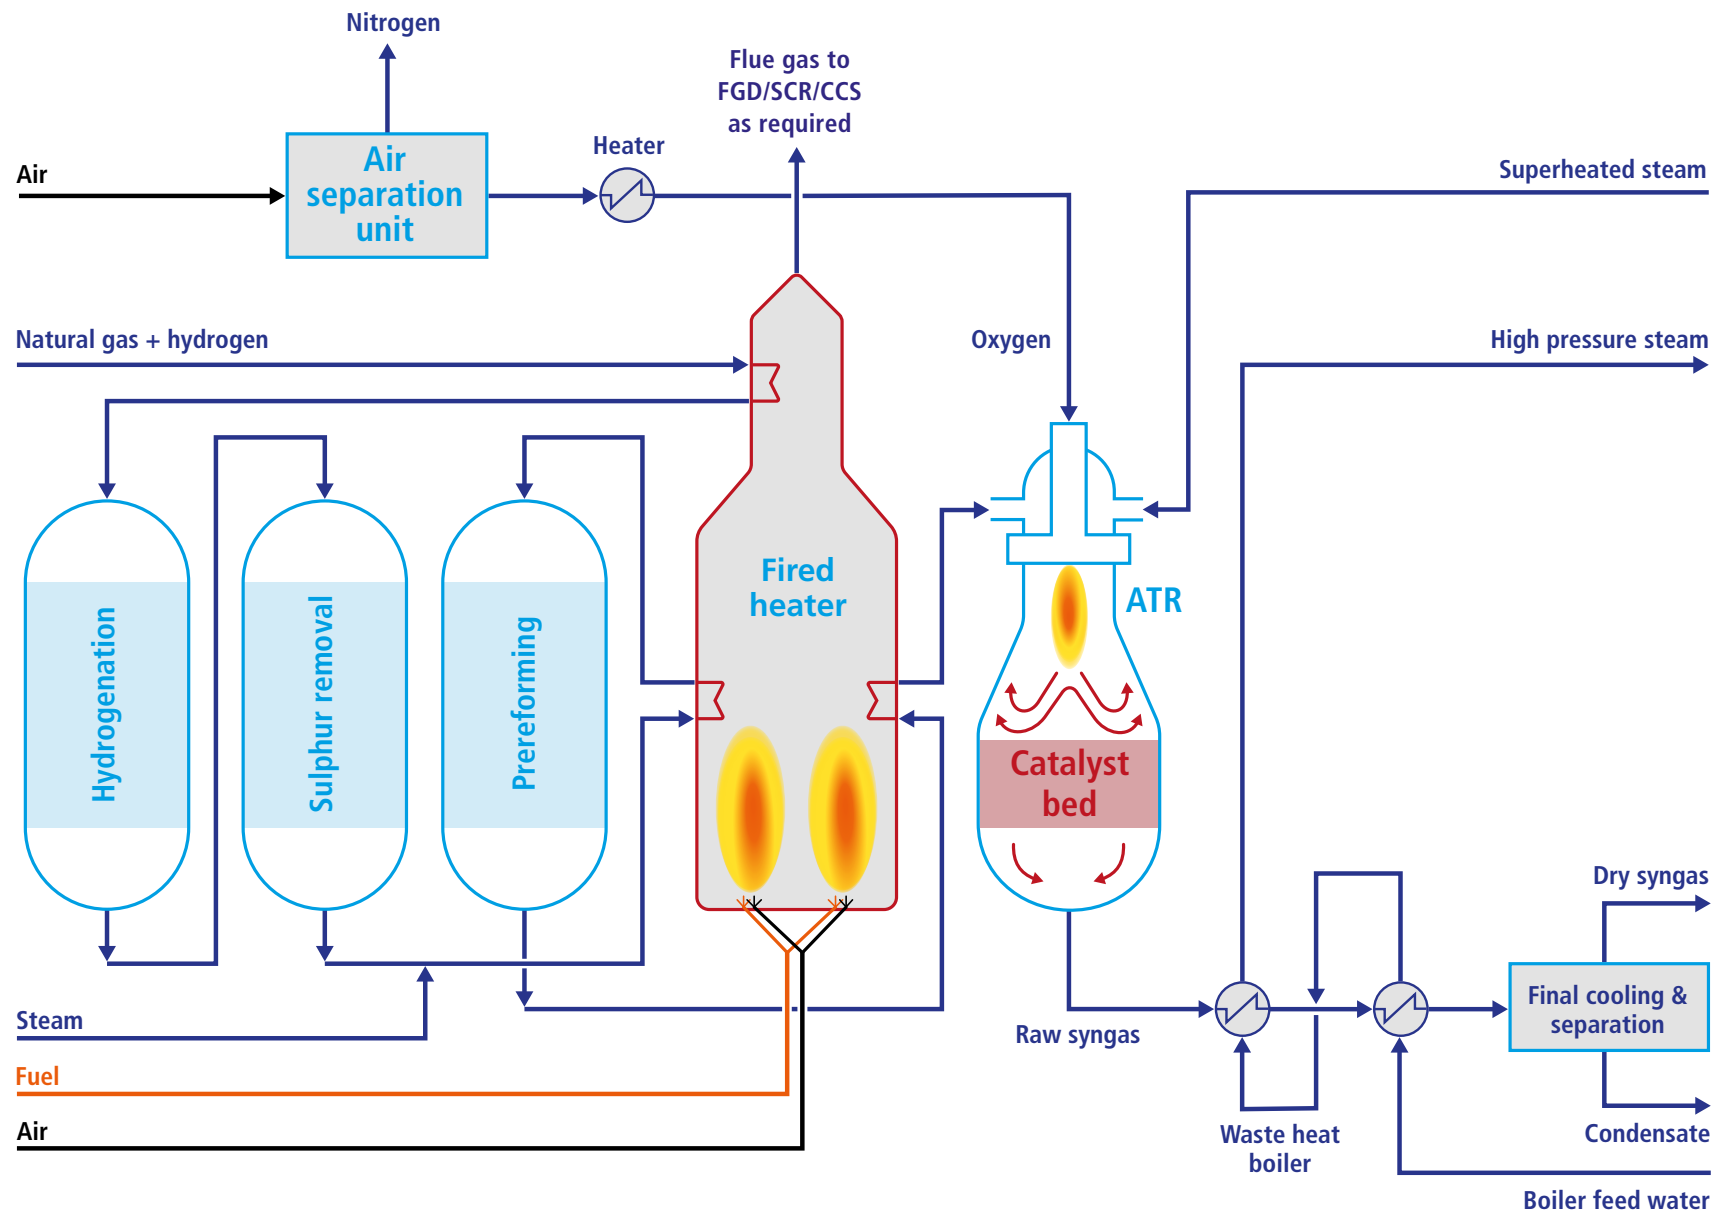 Nitrogen
Flue gas to
FGD/SCR/CCS
as required
Heater
Air
Air
separation
unit
Superheated steam
Natural gas + hydrogen
Oxygen
High pressure steam
Fired
heater
ATR
Hydrogenation
Sulphur removal
Prereforming
Catalyst
bed
Dry syngas
Final cooling &
separation
Steam
Raw syngas
Fuel
Air
Waste heat
boiler
Condensate
Boiler feed water